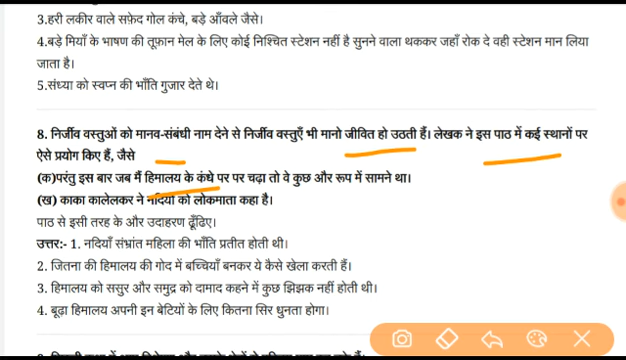 3.हरी लकीर वाले सफ़ेद गोल कंचे, बड़े आँवले जैसे।
4.बड़े मियाँ के भाषण की तूफ़ान मेल के लिए कोई निश्चित स्टेशन नहीं है सुनने वाला थककर जहाँ रोक दे वही स्टेशन मान लिया
जाता है।
5.संध्या को स्वप्न की भाँति गुजार देते थे।
8. निर्जीव वस्तुओं को मानव-संबंधी नाम देने से निर्जीव वस्तुएँ भी मानो जीवित हो उठती हैं। लेखक ने इस पाठ में कई स्थानों पर
ऐसे प्रयोग किए हैं, जैसे
(क)परंतु इस बार जब मैं हिमालय के कंधे पर पर चढ़ा तो वे कुछ और रूप में सामने था।
(ख) काका कालेलकर ने नदियों को लोकमाता कहा है।
पाठ से इसी तरह के और उदाहरण ढूँढिए।
उत्तर:- 1. नदियाँ संभ्रांत महिला की भाँति प्रतीत होती थी।
2. जितना की हिमालय की गोद में बच्चियाँ बनकर ये कैसे खेला करती हैं।
3. हिमालय को ससुर और समुद्र को दामाद कहने में कुछ झिझक नहीं होती थी।
4. बूढ़ा हिमालय अपनी इन बेटियों के लिए कितना सिर धुनता होगा।